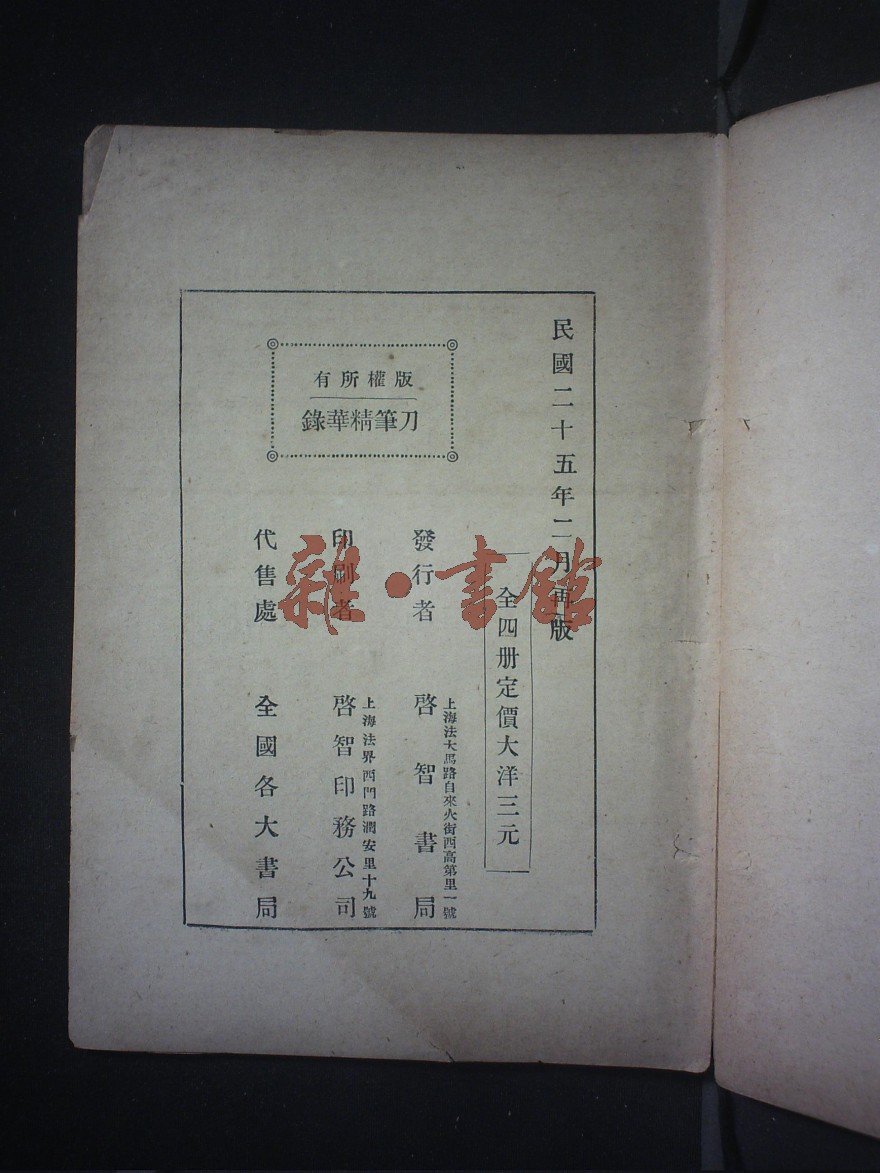 民國二十五年二月再版
全四册定價大洋三元
版權所有
刀筆精華錄
發行者
上海法大馬路自來火街西高第里一號
啓智書局
印刷者
上海法界西門路潤安里十九號
啓智印務公司
代售處
全國各大書局
雜·書館